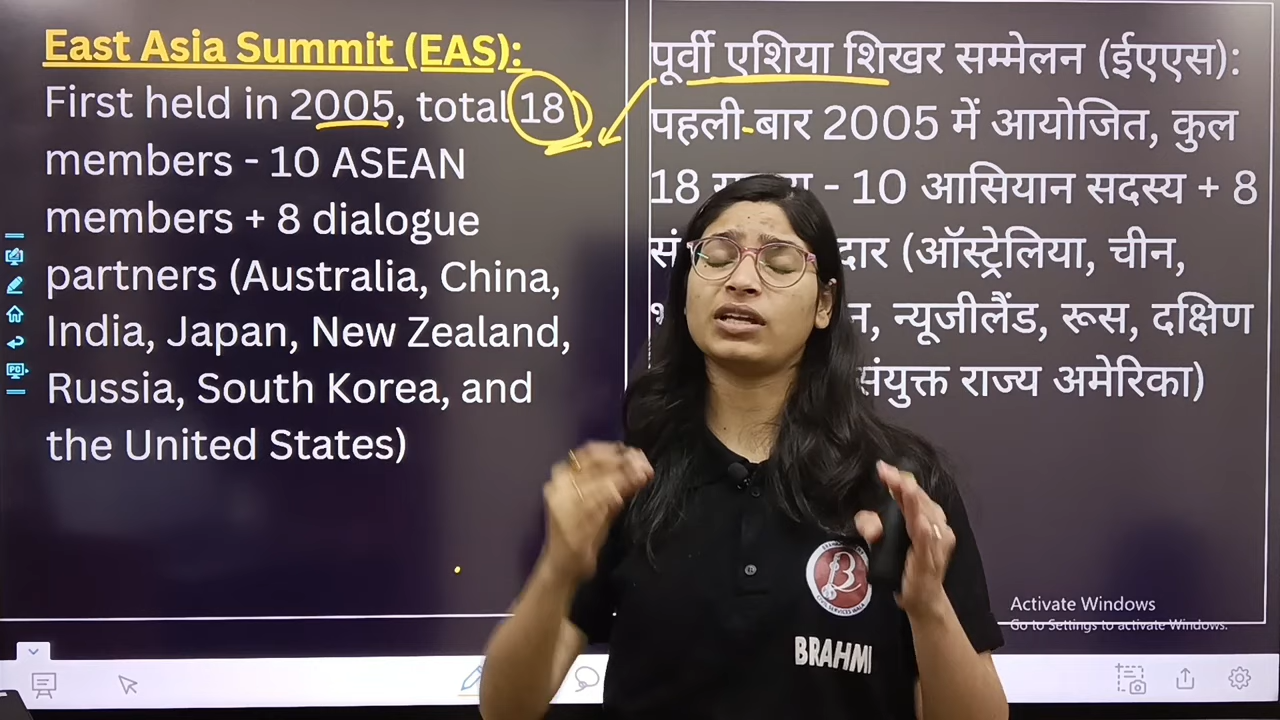 East Asia Summit (EAS):
First held in 2005, total 18
members - 10 ASEAN
members + 8 dialogue
partners (Australia, China,
India, Japan, New Zealand,
Russia, South Korea, and
the United States)
पूर्वी एशिया शिखर सम्मेलन (ईएएस):
पहली बार 2005 में आयोजित, कुल
18 - 10 आसियान सदस्य + 8
(ऑस्ट्रेलिया, चीन,
न्यूजीलैंड, रूस, दक्षिण
संयुक्त राज्य अमेरिका)
B
BRAHMI
Activate Windows
Go to Settings to activate Windows.